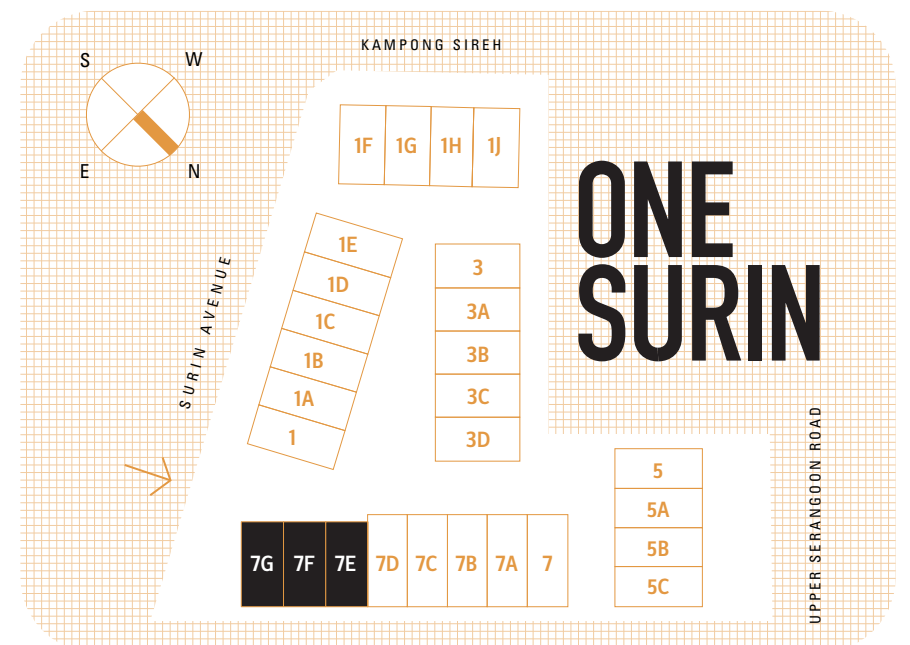 KAMPONG SIREH
S
W
E
N
1F 1G 1H 1J
ONE
SURIN
SURIN AVENUE
1E
1D
1C
1B
1A
1
3
3A
3B
3C
3D
UPPER SERANGOON ROAD
5
5A
5B
5C
7G 7F 7E 7D 7C 7B 7A 7